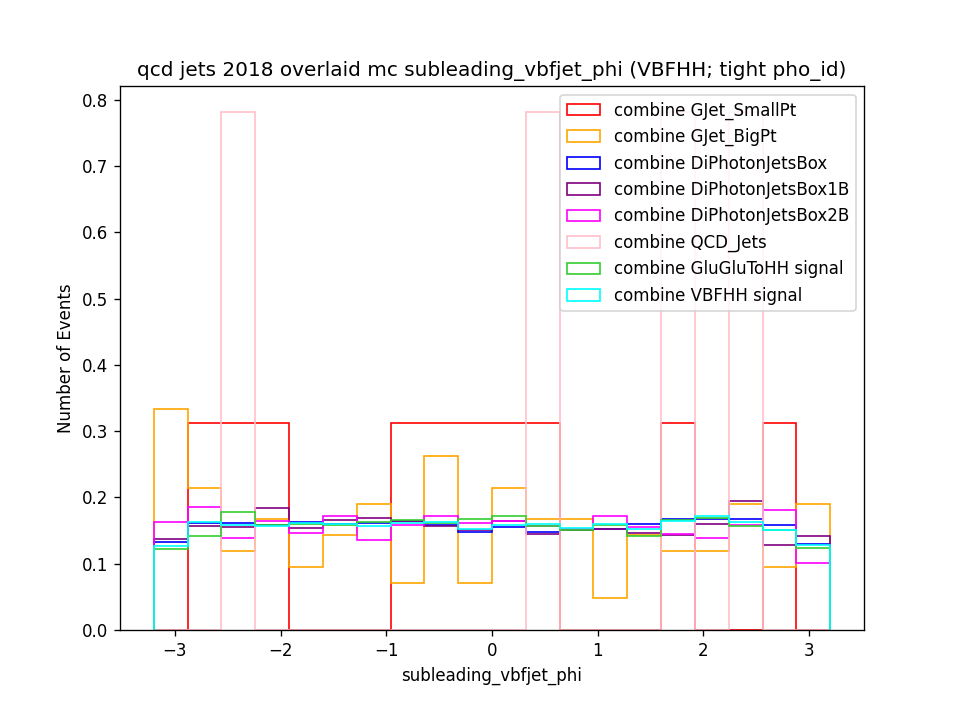 qcd jets 2018 overlaid mc subleading_vbfjet_phi (VBFHH; tight pho_id)
0.8
0.7
0.6
0.5
0.4
0.3
0.2
0.1
0.0
Number of Events
combine GJet_SmallPt
combine GJet_BigPt
combine DiPhotonJetsBox
combine DiPhotonJetsBox1B
combine DiPhotonJetsBox2B
combine QCD_Jets
combine GluGluToHH signal
combine VBFHH signal
−3 −2 −1 0 1 2 3
subleading_vbfjet_phi